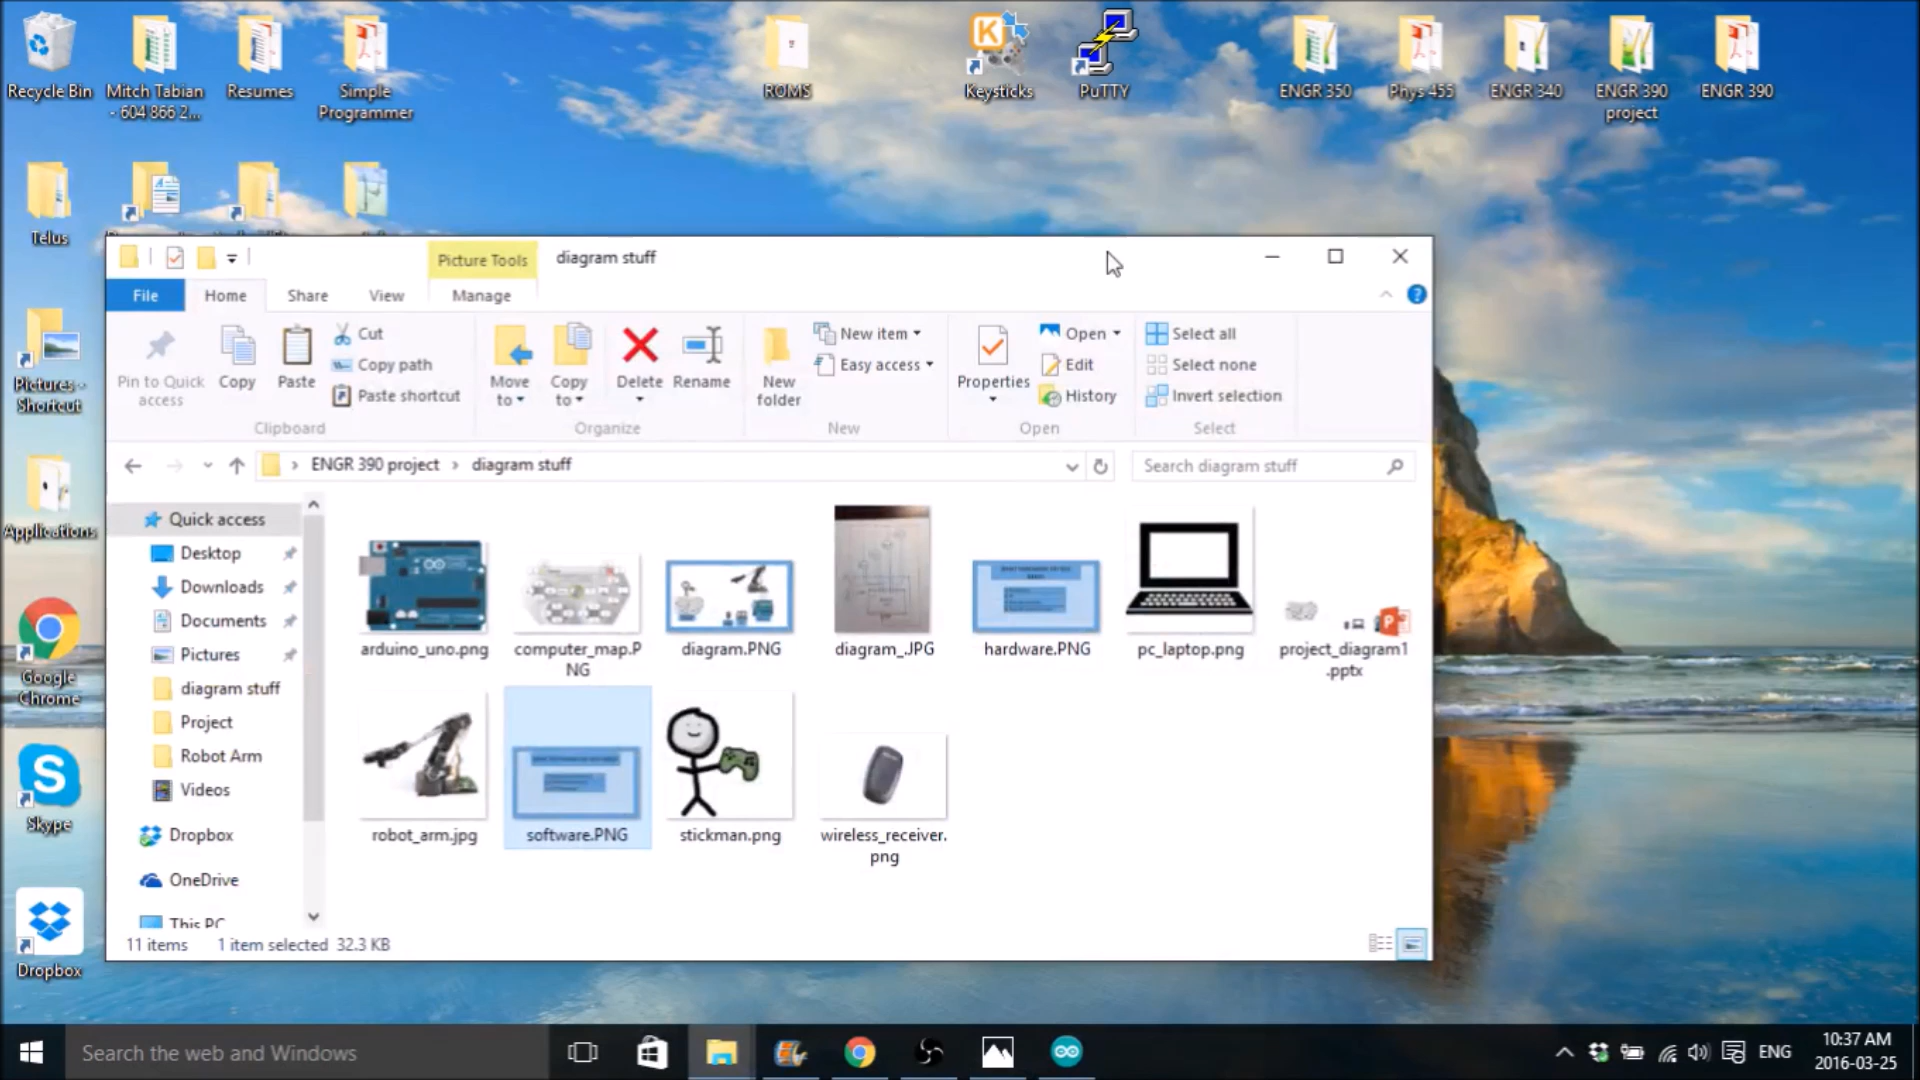 Recycle Bin
Mitch Tabian
- 604 866 2...
Resumes
Simple
Programmer
ROMS
Keysticks
PuTTY
ENGR 350
Phys 455
ENGR 340
ENGR 390
project
ENGR 390
Telus
Pictures -
Shortcut
Applications
Google
Chrome
Skype
Dropbox
Picture Tools
diagram stuff
File
Home
Share
View
Manage
Pin to Quick
access
Copy
Paste
Cut
Copy path
Paste shortcut
Clipboard
Move
to
Copy
to
Delete
Rename
Organize
New
folder
New item
Easy access
New
Properties
Open
Edit
History
Open
Select all
Select none
Invert selection
Select
ENGR 390 project > diagram stuff
Search diagram stuff
Quick access
Desktop
Downloads
Documents
Pictures
diagram stuff
Project
Robot Arm
Videos
Dropbox
OneDrive
This PC
arduino_uno.png
computer_map.P
NG
diagram.PNG
diagram_.JPG
hardware.PNG
pc_laptop.png
project_diagram1
.pptx
robot_arm.jpg
software.PNG
stickman.png
wireless_receiver.
png
11 items
1 item selected 32.3 KB
Search the web and Windows
ENG
10:37 AM
2016-03-25